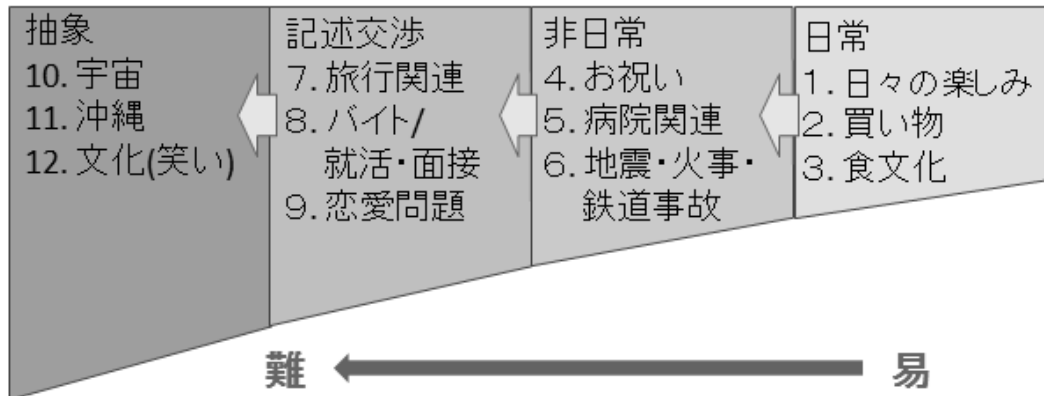 抽象
10. 宇宙
11. 沖縄
12. 文化(笑い)
記述交渉
７. 旅行関連
８. バイト/
就活・面接
９. 恋愛問題
非日常
４. お祝い
５. 病院関連
６. 地震・火事・
鉄道事故
日常
１. 日々の楽しみ
２. 買い物
３. 食文化
難
易